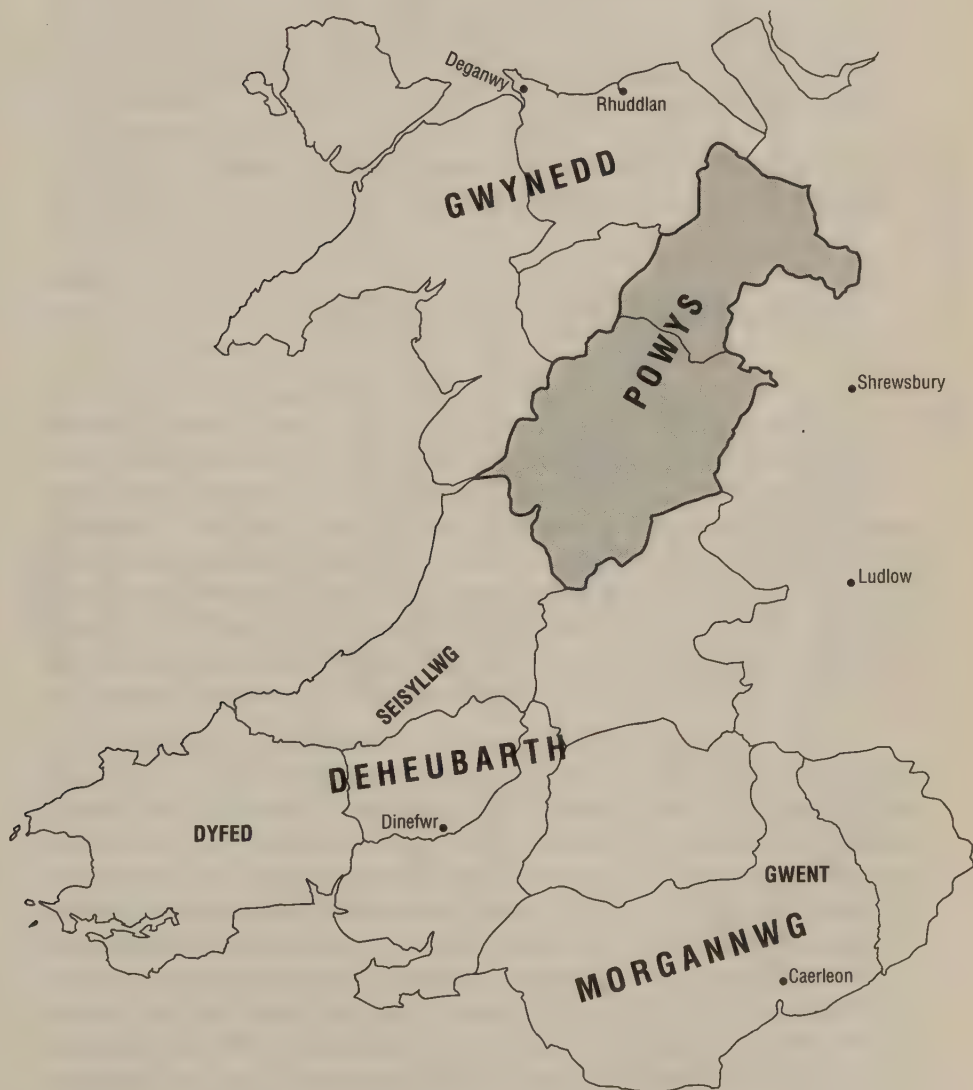 Deganwy
Rhuddlan
GWYNEDD
POWYS
Shrewsbury
Ludlow
SEISYLLWG
DEHEUBARTH
Dinefwr
DYFED
GWENT
MORGANNWG
Caerleon